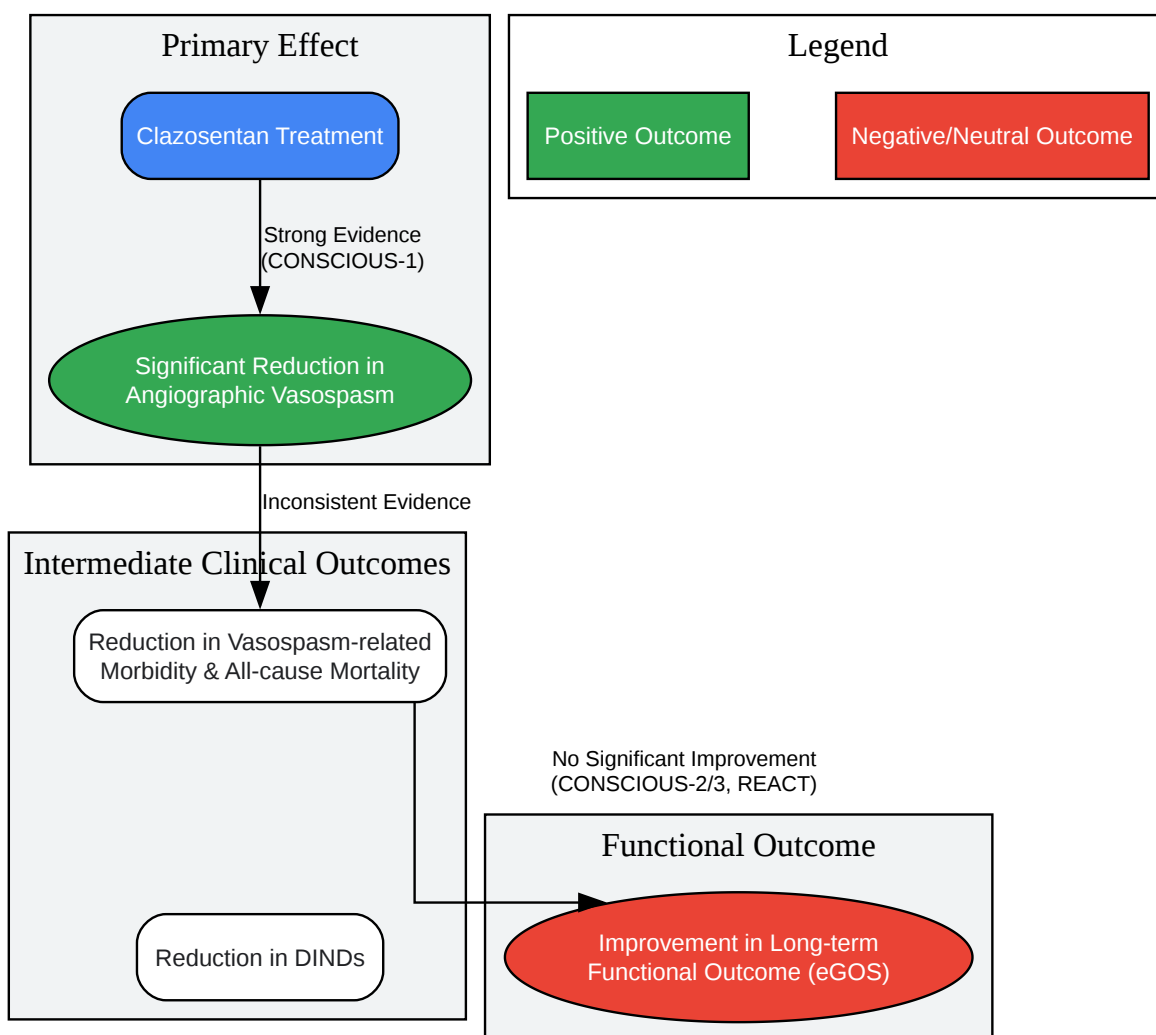 Primary Effect
Clazosentan Treatment
Strong Evidence
(CONSCIOUS-1)
Significant Reduction in
Angiographic Vasospasm
Legend
Positive Outcome
Negative/Neutral Outcome
Inconsistent Evidence
Intermediate Clinical Outcomes
Reduction in Vasospasm-related
Morbidity & All-cause Mortality
Reduction in DINDs
No Significant Improvement
(CONSCIOUS-2/3, REACT)
Functional Outcome
Improvement in Long-term
Functional Outcome (eGOS)